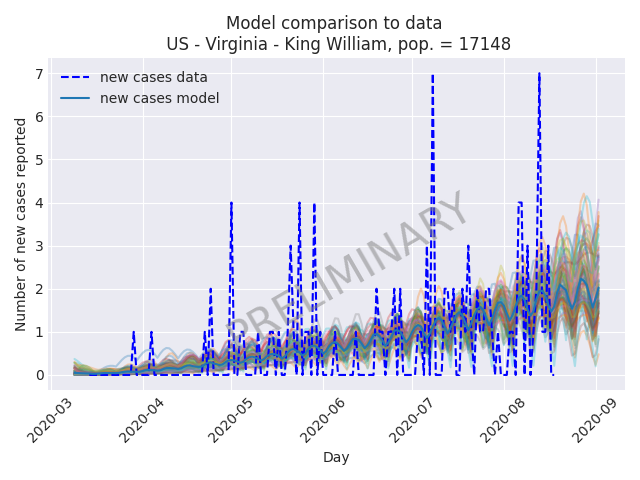 Model comparison to data
US - Virginia - King William, pop. = 17148
new cases data
new cases model
PRELIMINARY
Number of new cases reported
7
6
5
4
3
2
1
0
2020-03
2020-04
2020-05
2020-06
2020-07
2020-08
2020-09
Day